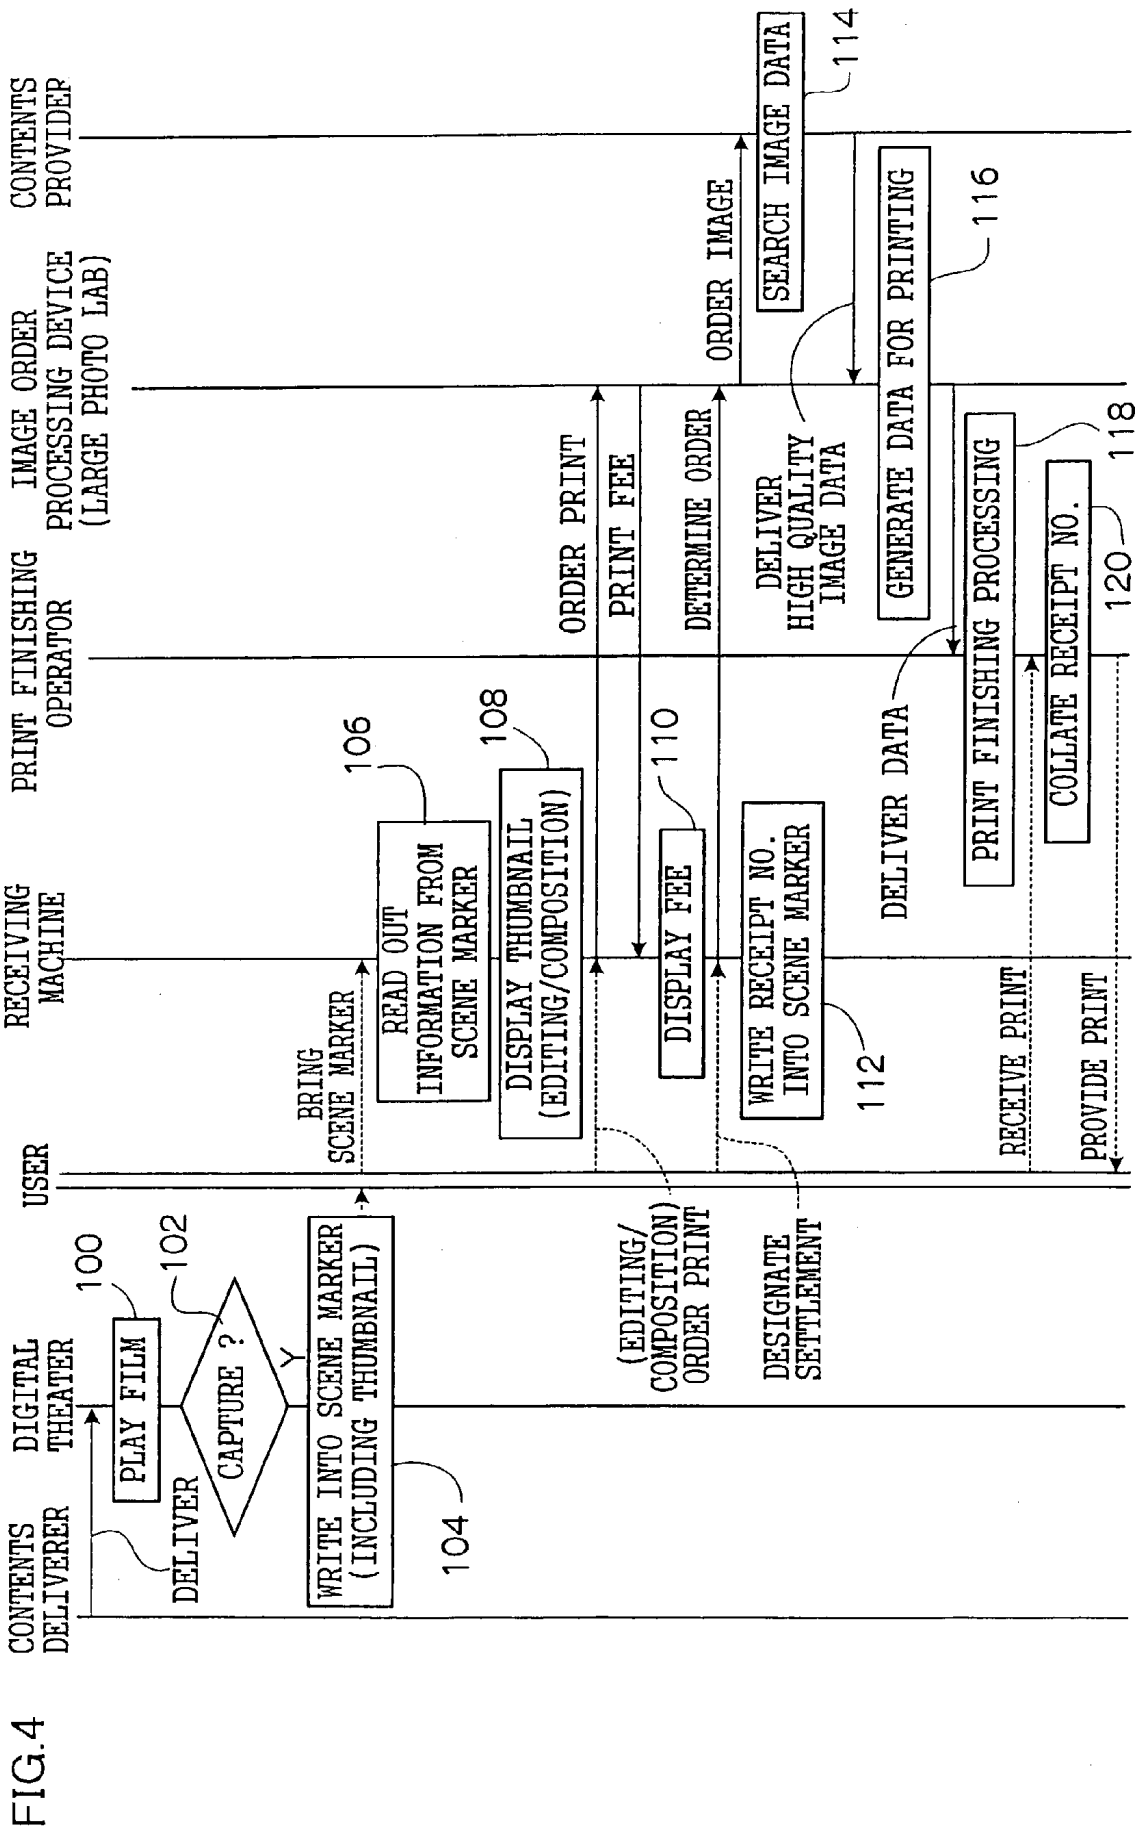 FIG.4
CONTENTS
DELIVERER
DIGITAL
THEATER
USER
RECEIVING
MACHINE
PRINT FINISHING
OPERATOR
IMAGE ORDER
PROCESSING DEVICE
(LARGE PHOTO LAB)
CONTENTS
PROVIDER
DELIVER
PLAY FILM
100
CAPTURE ?
102
Y
WRITE INTO SCENE MARKER
(INCLUDING THUMBNAIL)
104
BRING
SCENE MARKER
READ OUT
INFORMATION FROM
SCENE MARKER
106
DISPLAY THUMBNAIL
(EDITING/COMPOSITION)
108
(EDITING/
COMPOSITION)
ORDER PRINT
ORDER PRINT
PRINT FEE
DISPLAY FEE
110
DESIGNATE
SETTLEMENT
DETERMINE ORDER
WRITE RECEIPT NO.
INTO SCENE MARKER
112
ORDER IMAGE
SEARCH IMAGE DATA
114
DELIVER
HIGH QUALITY
IMAGE DATA
GENERATE DATA FOR PRINTING
116
DELIVER DATA
PRINT FINISHING PROCESSING
118
RECEIVE PRINT
COLLATE RECEIPT NO.
120
PROVIDE PRINT